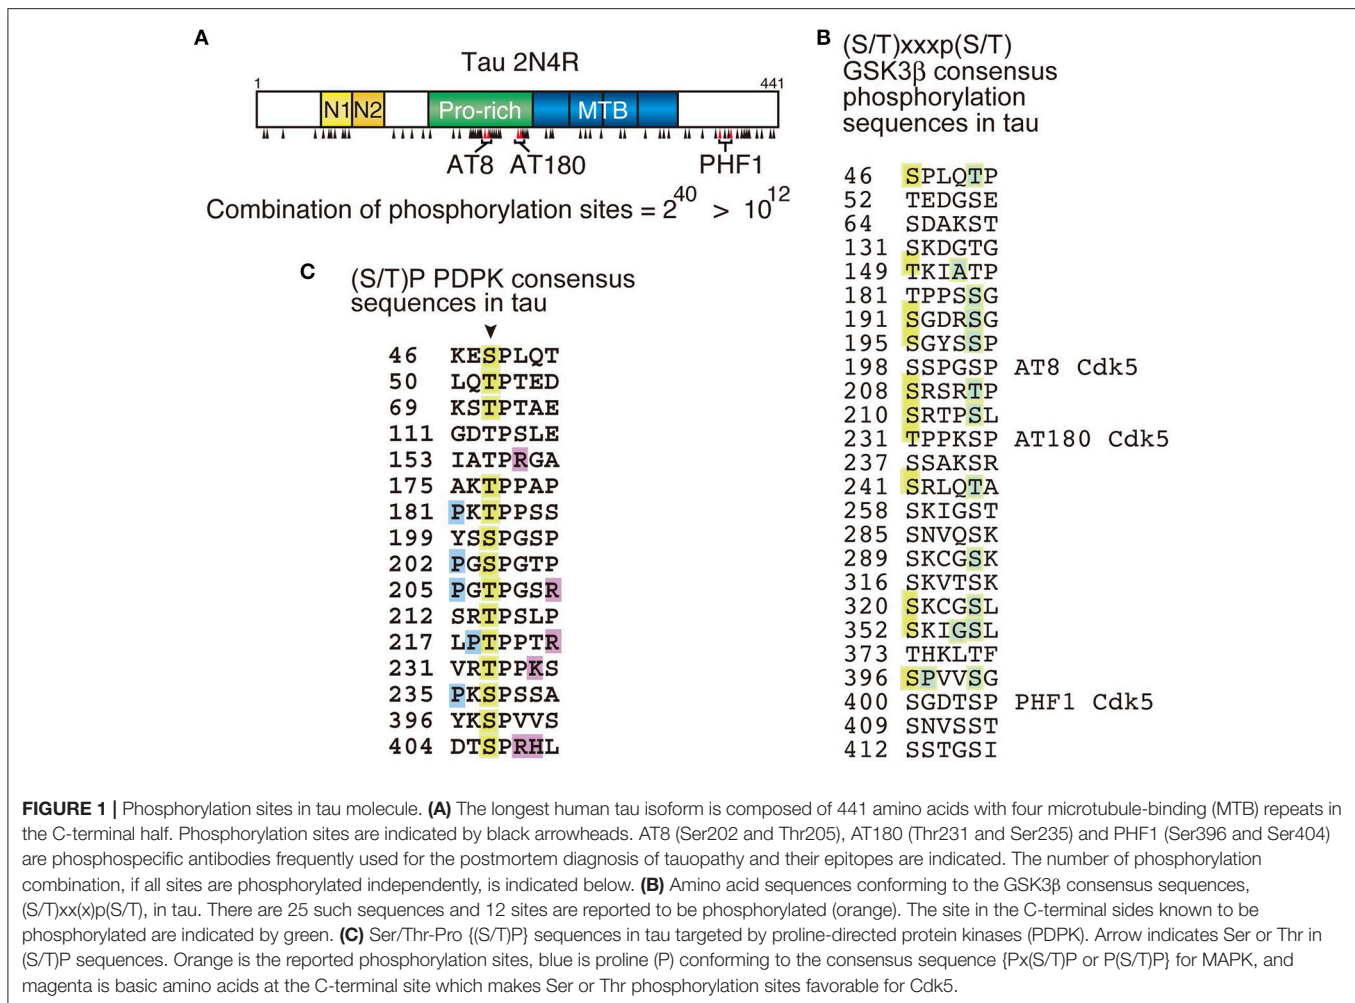 A
Tau 2N4R
1
441
N1
N2
Pro-rich
MTB
AT8
AT180
PHF1
Combination of phosphorylation sites = 2^40 > 10^12
B
(S/T)xxxp(S/T)
GSK3β consensus
phosphorylation
sequences in tau
46 SPLQTP
52 TEDGSE
64 SDAKST
131 SKDGTG
149 TKIATP
181 TPPSSG
191 SGDRSG
195 SGYSSP
198 SSPGSP AT8 Cdk5
208 SRSRTP
210 SRTPSL
231 TPPKSP AT180 Cdk5
237 SSAKSR
241 SRLQTA
258 SKIGST
285 SNVQSK
289 SKCGSK
316 SKVTSK
320 SKCGSL
352 SKIGSL
373 THKLTF
396 SPVVSG
400 SGDTSP PHF1 Cdk5
409 SNVSST
412 SSTGSI
C
(S/T)P PDPK consensus
sequences in tau
46 KESPLQT
50 LQTPTED
69 KSTPTAE
111 GDTPSLE
153 IATPRGA
175 AKTPPAP
181 PKTPPSS
199 YSSPGSP
202 PGSPGTP
205 PGTPGSR
212 SRTPSLP
217 LPTPPTR
231 VRTPPKS
235 PKSPSSA
396 YKSPVVS
404 DTSPRHL
FIGURE 1 | Phosphorylation sites in tau molecule. (A) The longest human tau isoform is composed of 441 amino acids with four microtubule-binding (MTB) repeats in
the C-terminal half. Phosphorylation sites are indicated by black arrowheads. AT8 (Ser202 and Thr205), AT180 (Thr231 and Ser235) and PHF1 (Ser396 and Ser404)
are phosphospecific antibodies frequently used for the postmortem diagnosis of tauopathy and their epitopes are indicated. The number of phosphorylation
combination, if all sites are phosphorylated independently, is indicated below. (B) Amino acid sequences conforming to the GSK3β consensus sequences,
(S/T)xx(x)p(S/T), in tau. There are 25 such sequences and 12 sites are reported to be phosphorylated (orange). The site in the C-terminal sides known to be
phosphorylated are indicated by green. (C) Ser/Thr-Pro {(S/T)P} sequences in tau targeted by proline-directed protein kinases (PDPK). Arrow indicates Ser or Thr in
(S/T)P sequences. Orange is the reported phosphorylation sites, blue is proline (P) conforming to the consensus sequence {Px(S/T)P or P(S/T)P} for MAPK, and
magenta is basic amino acids at the C-terminal site which makes Ser or Thr phosphorylation sites favorable for Cdk5.